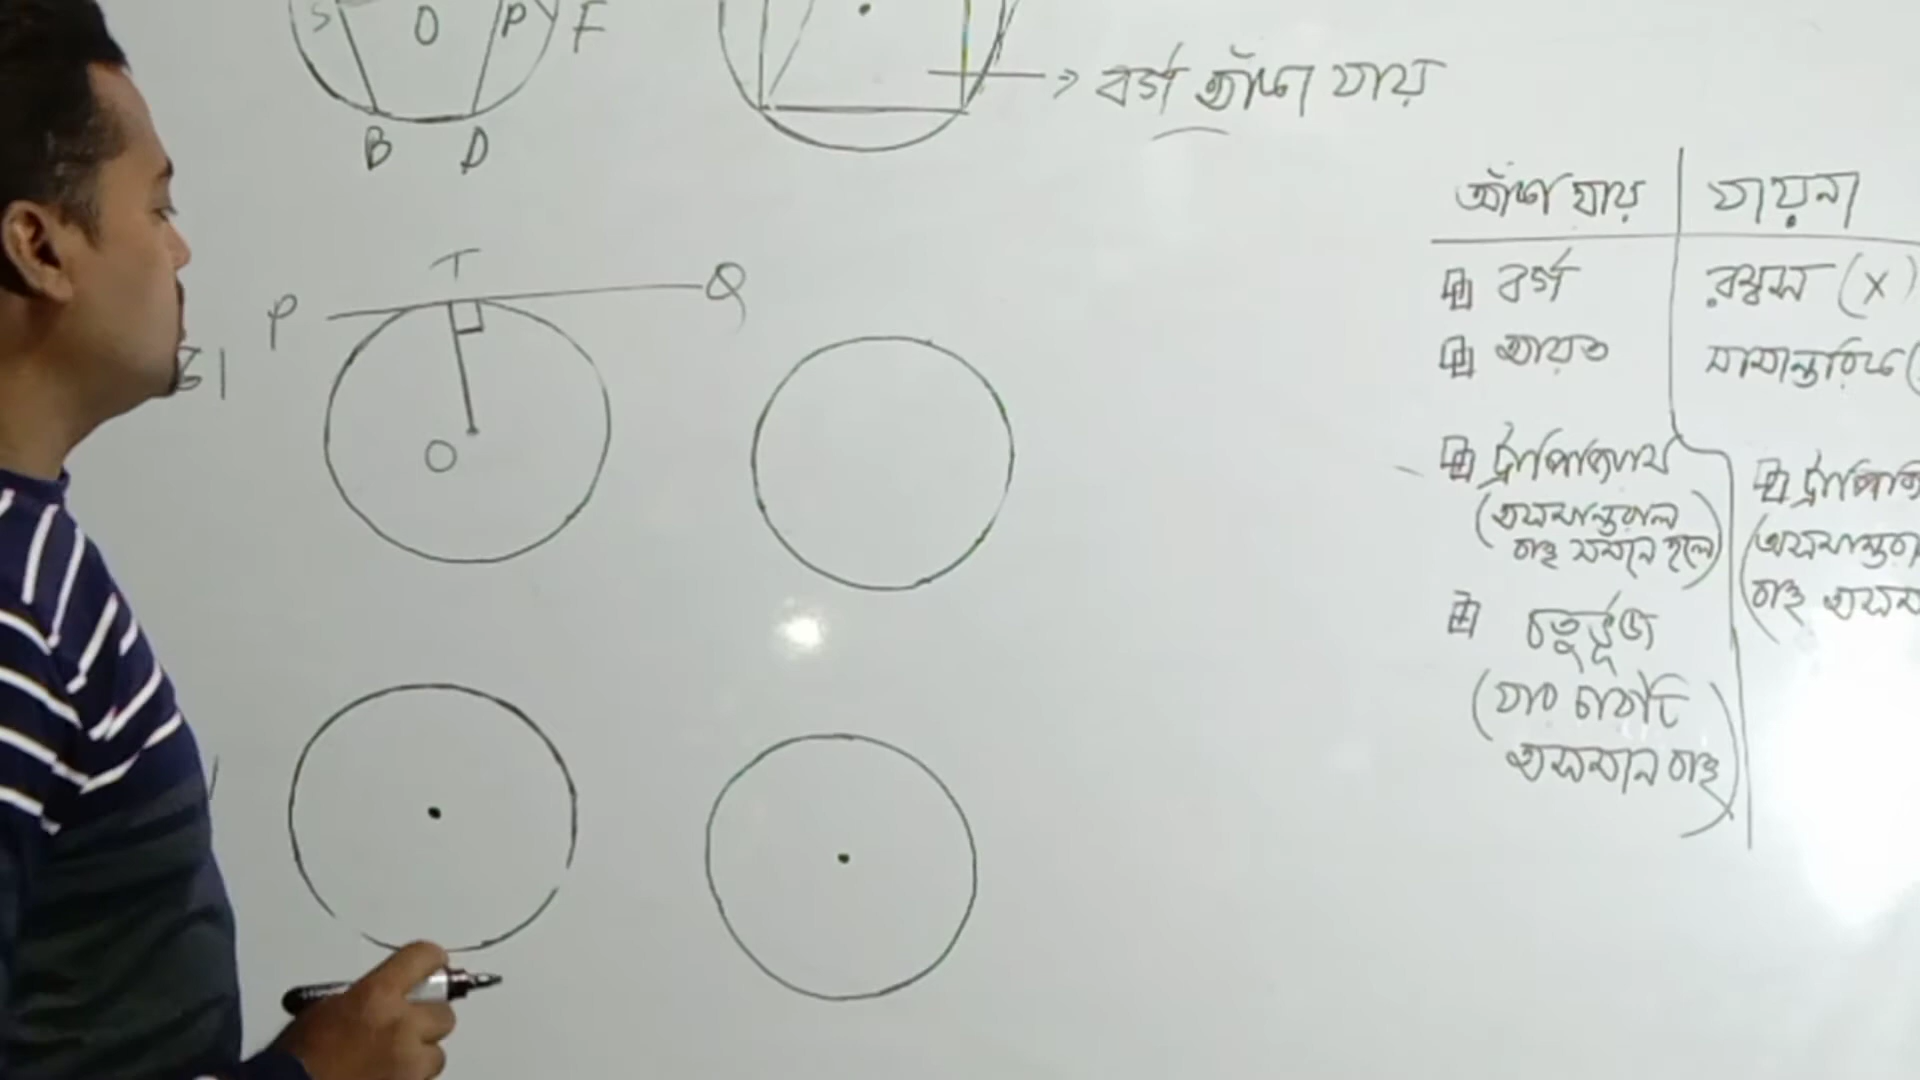 S O P F
B D
→ বর্গ আঁকা যায়
আঁকা যায়
যায়না
বর্গ
রম্বস (X)
আয়ত
সামান্তরিক (
P T Q
O
ট্রাপিজিয়াম
(অসমান্তরাল
বাহু সমান হলে)
(অসমান্তরা
বাহু অসমা
চতুর্ভূজ
(যার চারটি
অসমান বাহু)